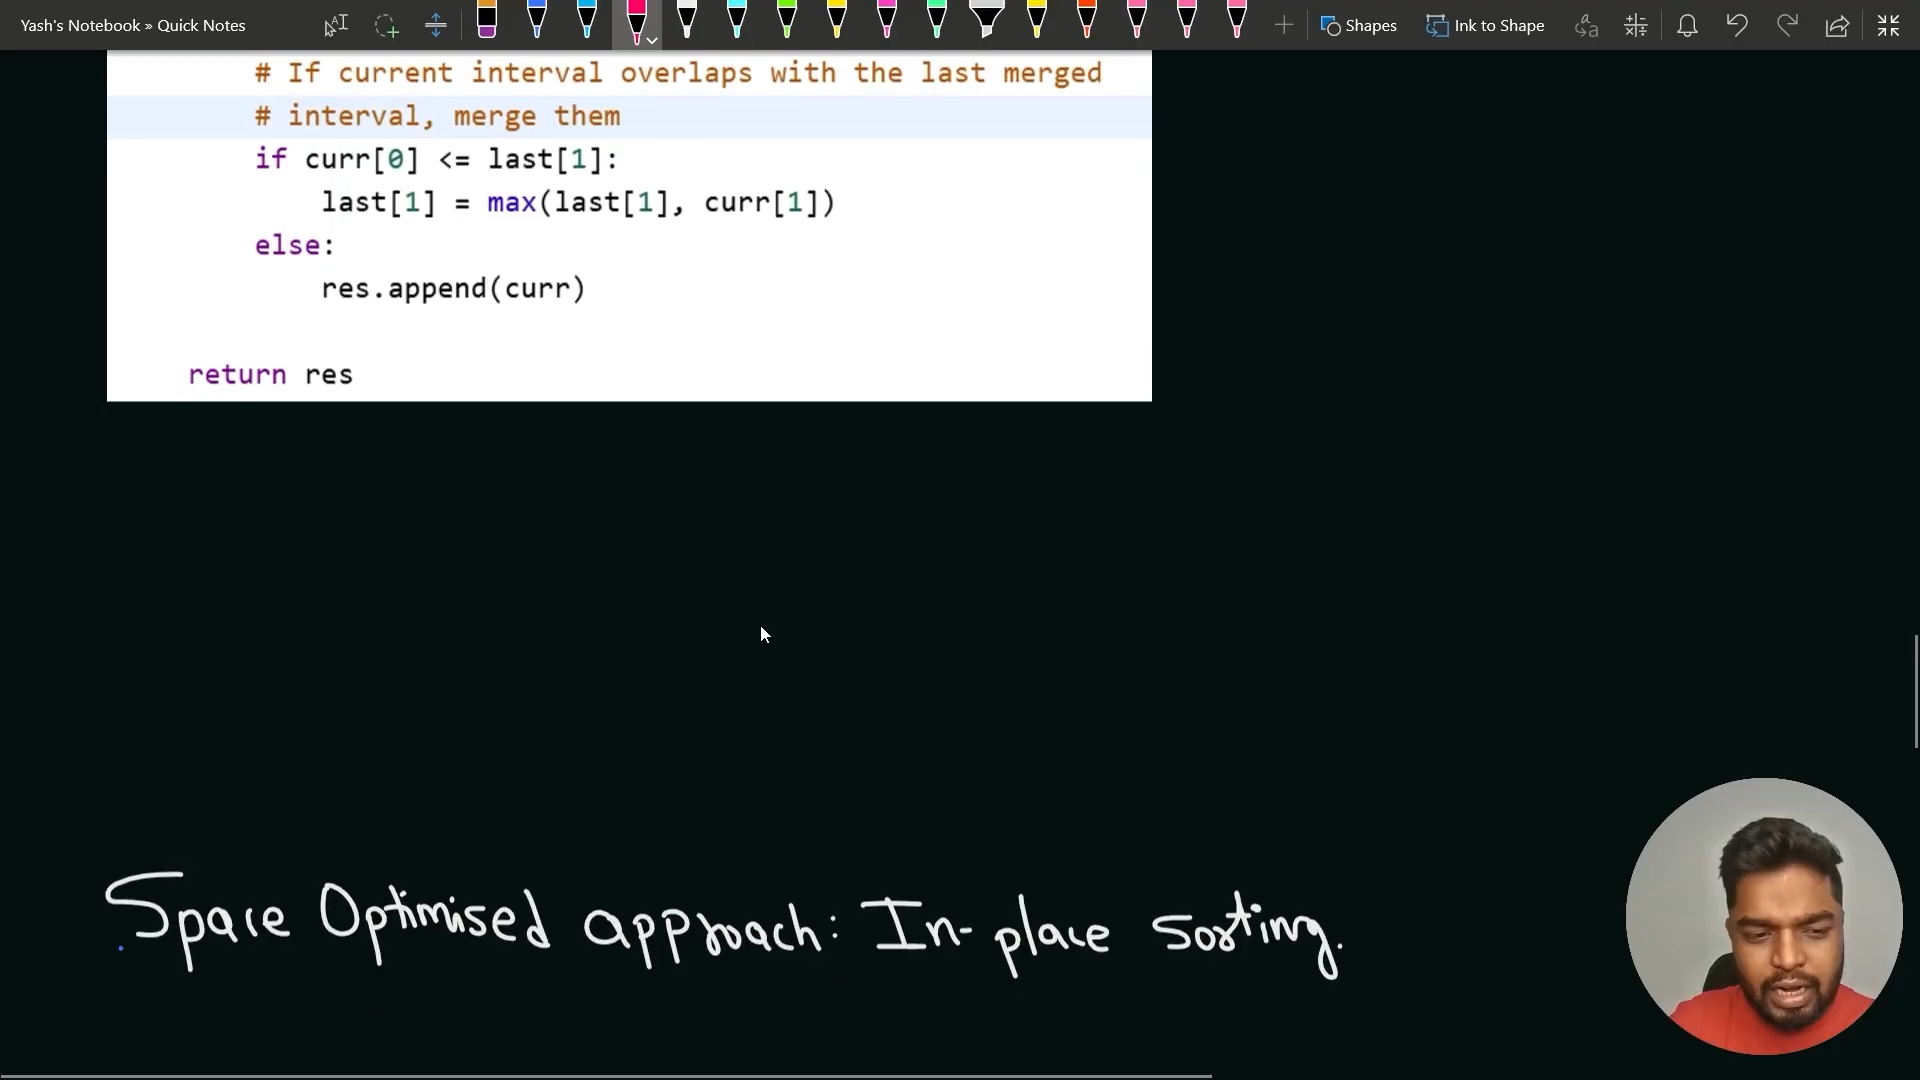 Yash's Notebook » Quick Notes
Shapes
Ink to Shape
# If current interval overlaps with the last merged
# interval, merge them
if curr[0] <= last[1]:
last[1] = max(last[1], curr[1])
else:
res.append(curr)
return res
Space Optimised approach: In-place sorting.